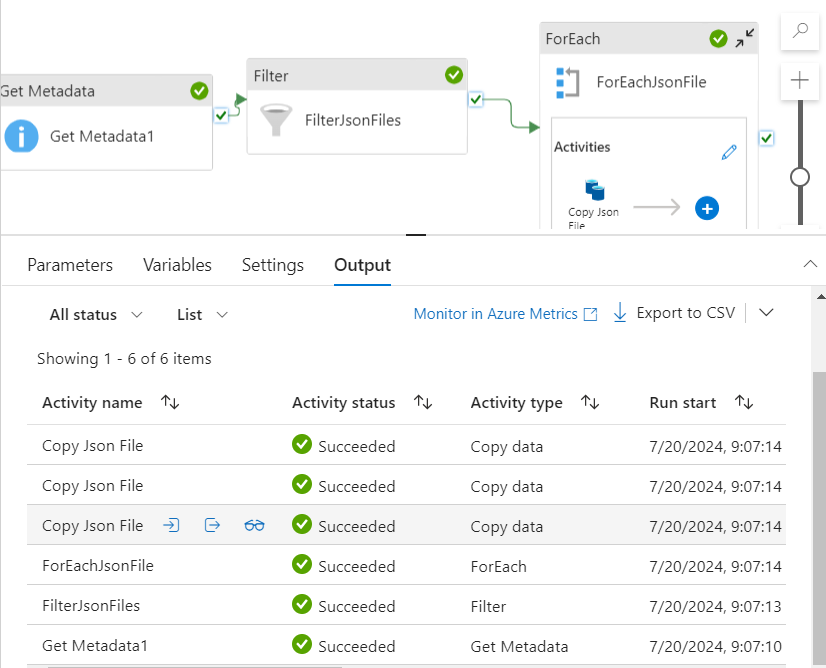 Get Metadata
Get Metadata1
Filter
FilterJsonFiles
ForEach
ForEachJsonFile
Activities
Copy Json
File
Parameters Variables Settings Output
All status List Monitor in Azure Metrics Export to CSV
Showing 1 - 6 of 6 items
Activity name Activity status Activity type Run start
Copy Json File Succeeded Copy data 7/20/2024, 9:07:14
Copy Json File Succeeded Copy data 7/20/2024, 9:07:14
Copy Json File Succeeded Copy data 7/20/2024, 9:07:14
ForEachJsonFile Succeeded ForEach 7/20/2024, 9:07:14
FilterJsonFiles Succeeded Filter 7/20/2024, 9:07:13
Get Metadata1 Succeeded Get Metadata 7/20/2024, 9:07:10